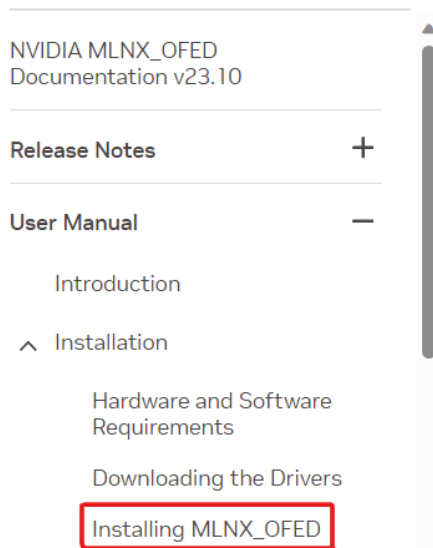 NVIDIA MLNX_OFED
Documentation v23.10
Release Notes
User Manual
Introduction
Installation
Hardware and Software
Requirements
Downloading the Drivers
Installing MLNX_OFED